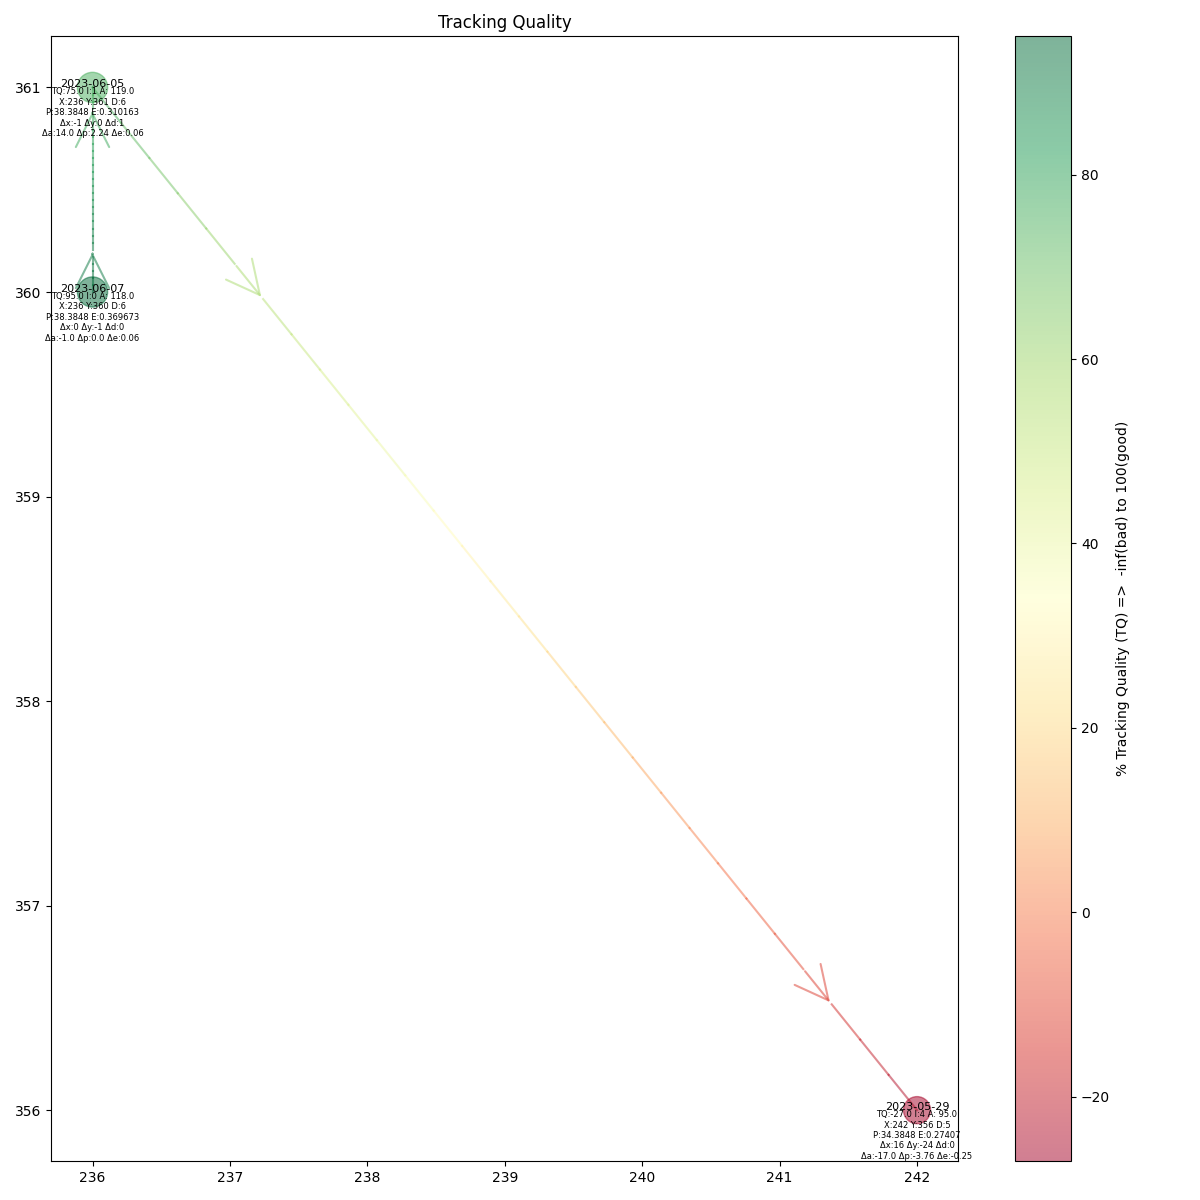 Tracking Quality
361
360
359
358
357
356
236
237
238
239
240
241
242
2023-06-05
TQ:75.0 I:1 A: 119.0
X:236 Y:361 D:6
P:38.3848 E:0.310163
Δx:-1 Δy:0 Δd:1
Δa:14.0 Δp:2.24 Δe:0.06
2023-06-07
TQ:95.0 I:0 A: 118.0
X:236 Y:360 D:6
P:38.3848 E:0.369673
Δx:0 Δy:-1 Δd:0
Δa:-1.0 Δp:0.0 Δe:0.06
2023-05-29
TQ:-27.0 I:4 A: 95.0
X:242 Y:356 D:5
P:34.3848 E:0.27407
Δx:16 Δy:-24 Δd:0
Δa:-17.0 Δp:-3.76 Δe:-0.25
80
60
40
20
0
−20
% Tracking Quality (TQ) => -inf(bad) to 100(good)